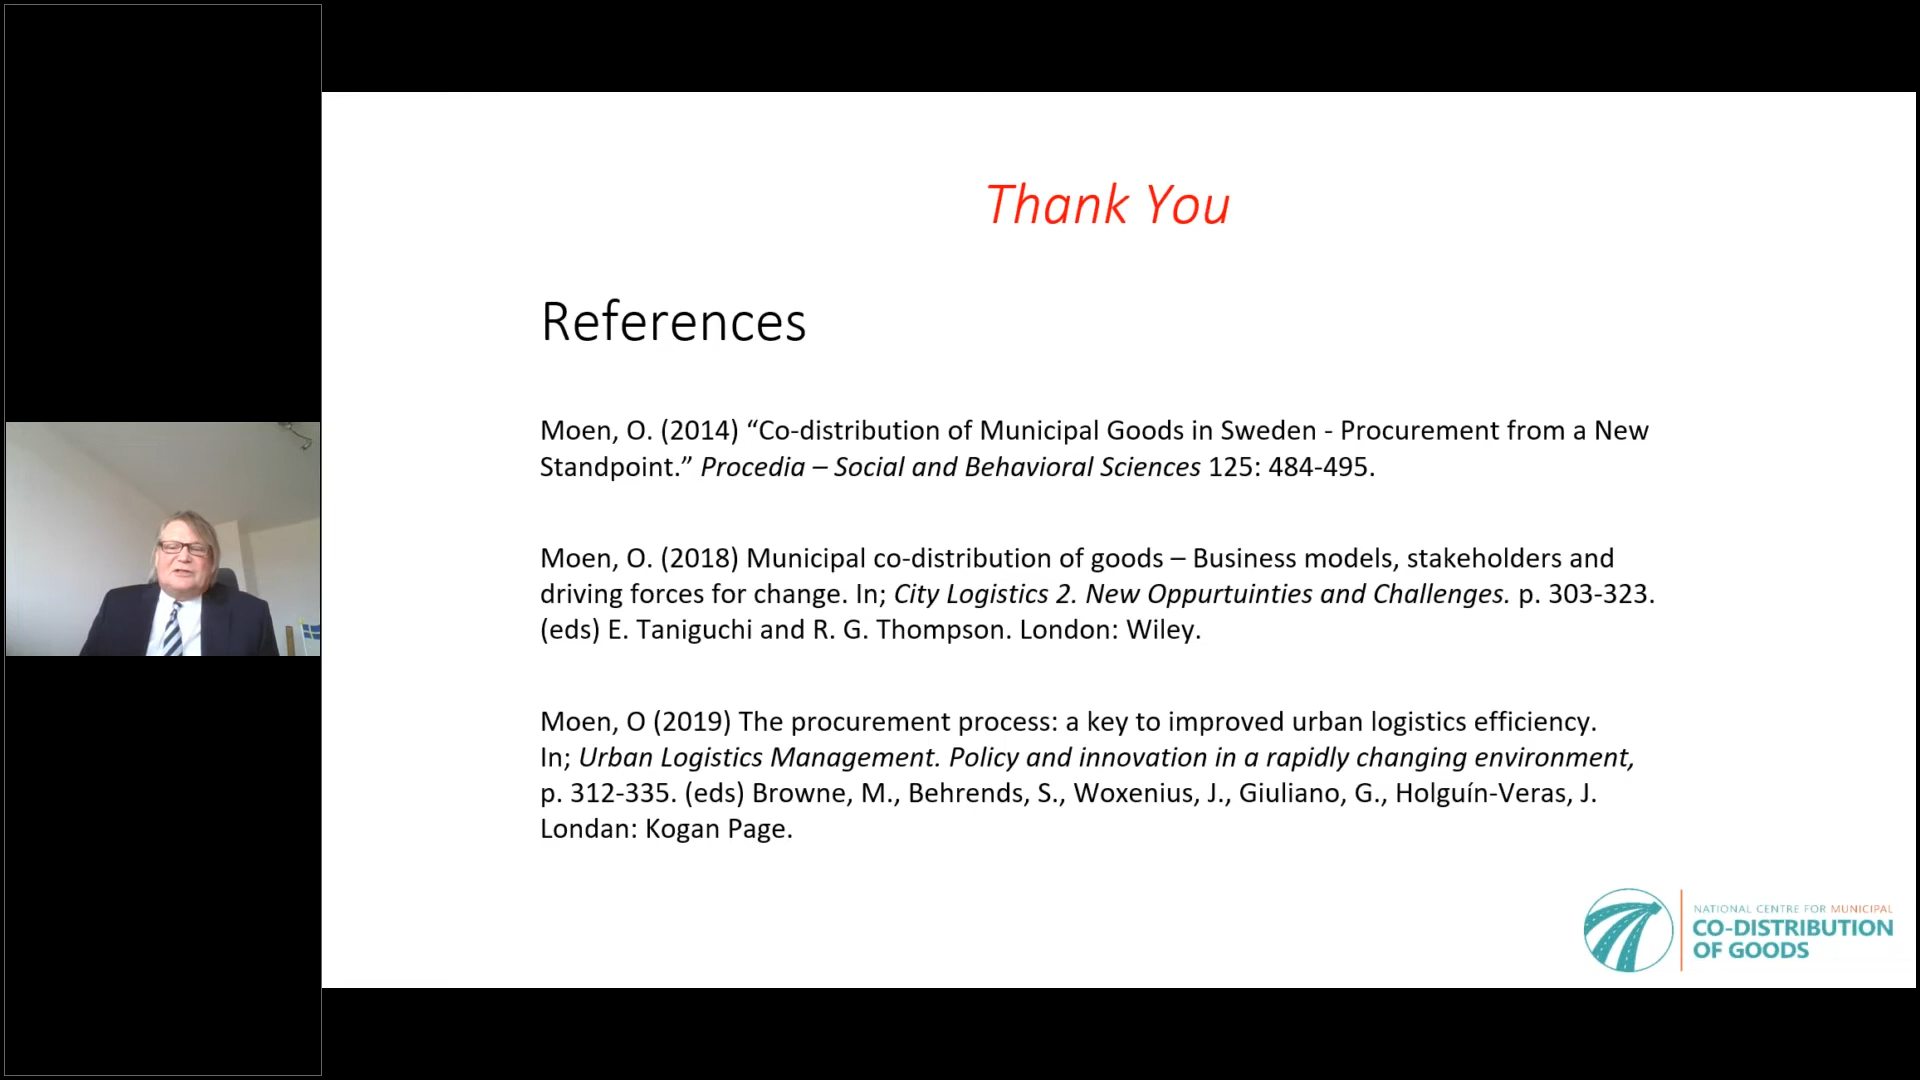 Thank You
References
Moen, O. (2014) “Co-distribution of Municipal Goods in Sweden - Procurement from a New
Standpoint.” Procedia – Social and Behavioral Sciences 125: 484-495.
Moen, O. (2018) Municipal co-distribution of goods – Business models, stakeholders and
driving forces for change. In; City Logistics 2. New Oppurtuinties and Challenges. p. 303-323.
(eds) E. Taniguchi and R. G. Thompson. London: Wiley.
Moen, O (2019) The procurement process: a key to improved urban logistics efficiency.
In; Urban Logistics Management. Policy and innovation in a rapidly changing environment,
p. 312-335. (eds) Browne, M., Behrends, S., Woxenius, J., Giuliano, G., Holguín-Veras, J.
Londan: Kogan Page.
NATIONAL CENTRE FOR MUNICIPAL
CO-DISTRIBUTION
OF GOODS